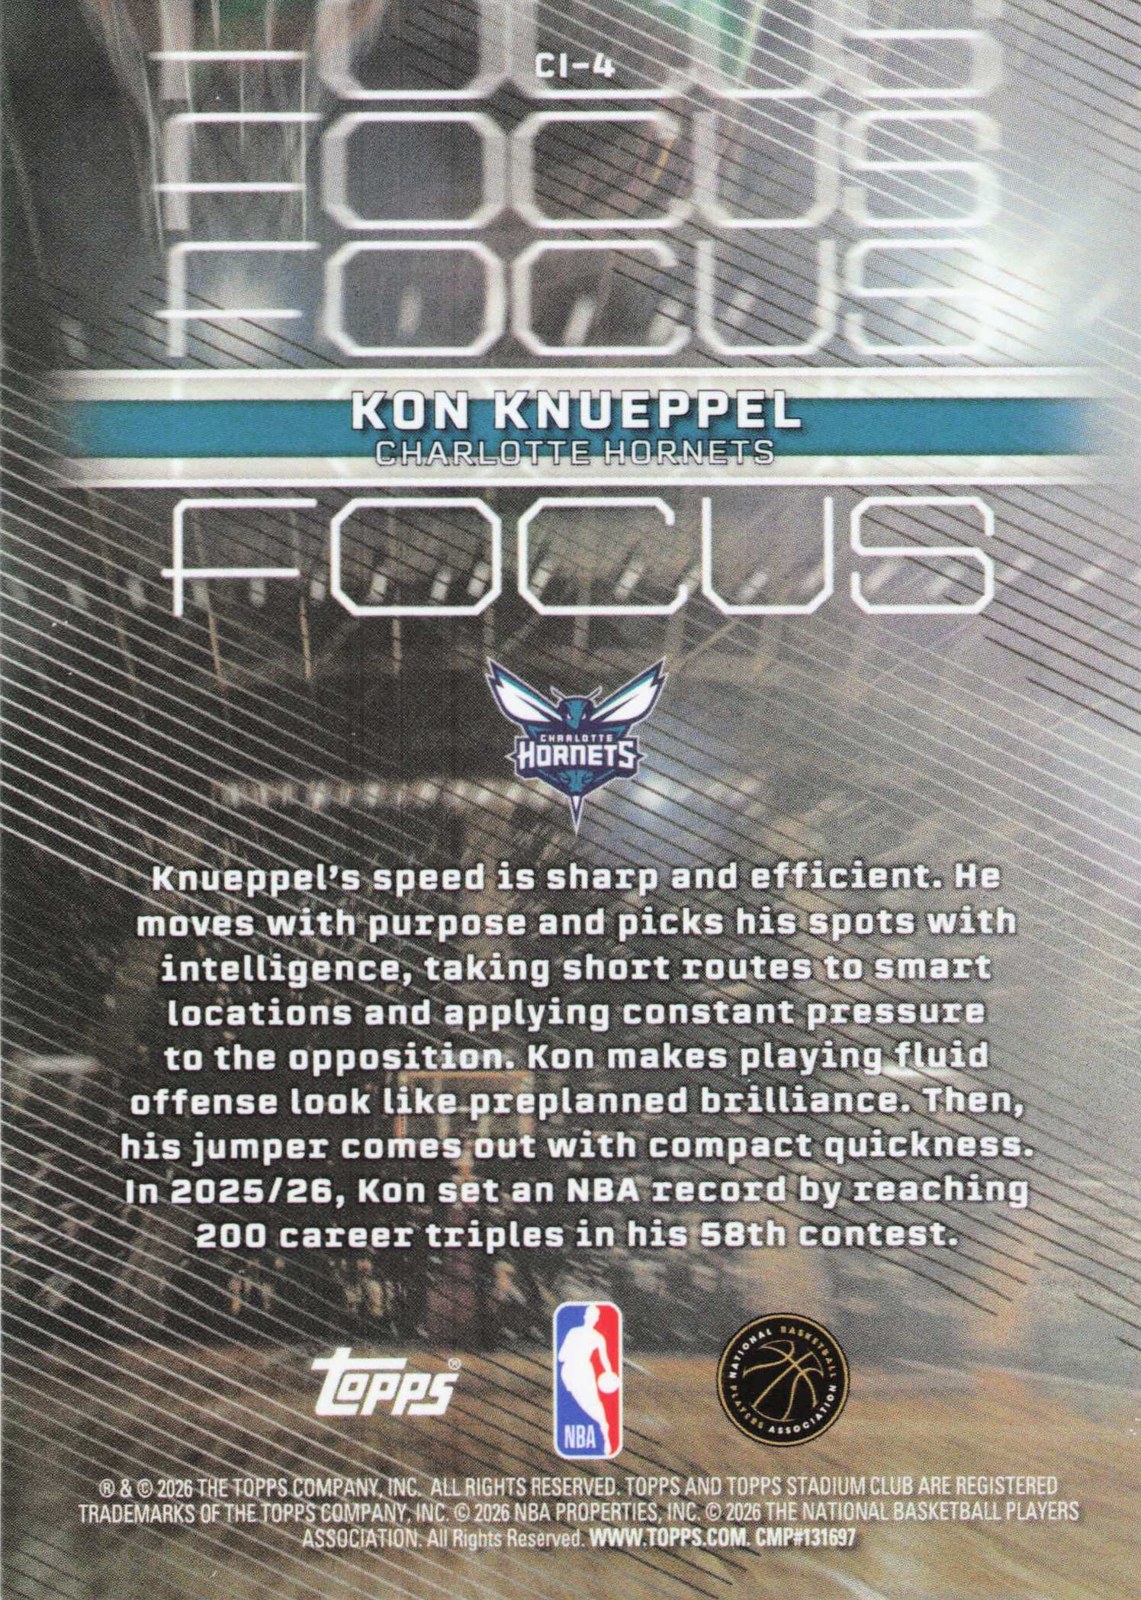 FOCUS
CI-4
FOCUS
FOCUS
KON KNUEPPEL
CHARLOTTE HORNETS
FOCUS
CHARLOTTE
HORNETS
Knueppel's speed is sharp and efficient. He
moves with purpose and picks his spots with
intelligence, taking short routes to smart
locations and applying constant pressure
to the opposition. Kon makes playing fluid
offense look like preplanned brilliance. Then,
his jumper comes out with compact quickness.
In 2025/26, Kon set an NBA record by reaching
200 career triples in his 58th contest.
topps®
NBA
NATIONAL BASKETBALL PLAYERS ASSOCIATION
® & © 2026 THE TOPPS COMPANY, INC. ALL RIGHTS RESERVED. TOPPS AND TOPPS STADIUM CLUB ARE REGISTERED
TRADEMARKS OF THE TOPPS COMPANY, INC. © 2026 NBA PROPERTIES, INC. © 2026 THE NATIONAL BASKETBALL PLAYERS
ASSOCIATION. All Rights Reserved. WWW.TOPPS.COM. CMP#131697